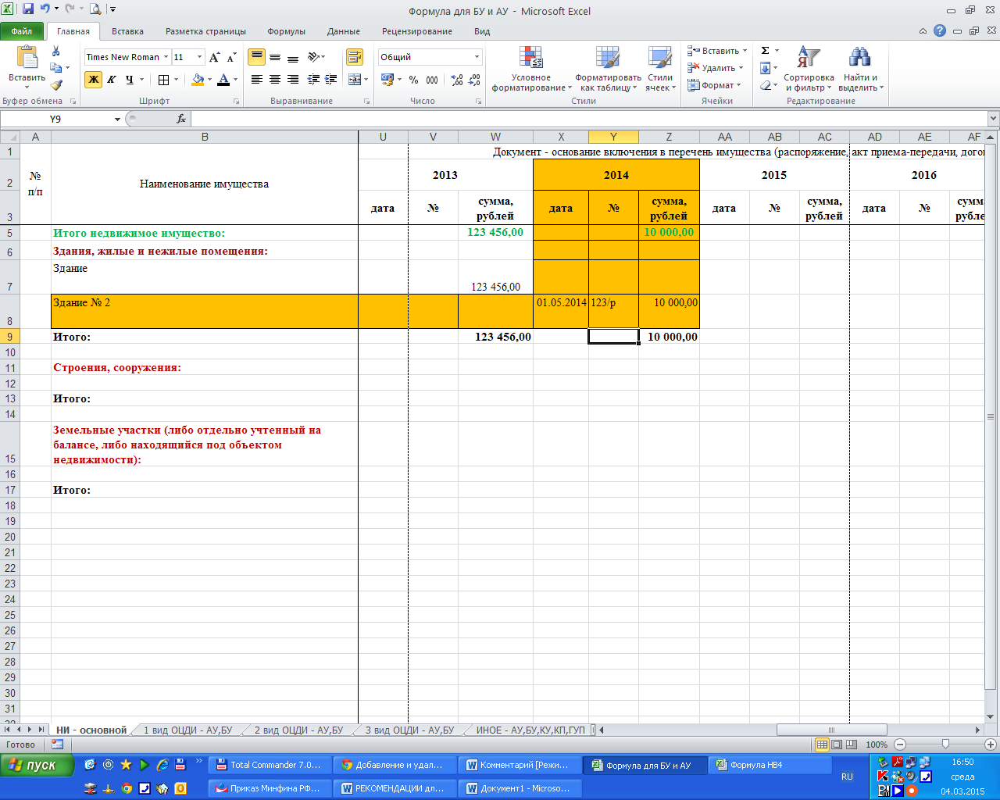 Формула для БУ и АУ - Microsoft Excel
Файл Главная Вставка Разметка страницы Формулы Данные Рецензирование Вид
Вставить
Буфер обмена
Times New Roman 11
Ж К Ч
Шрифт
Выравнивание
Общий
% 000
Число
Условное форматирование
Форматировать как таблицу
Стили ячеек
Стили
Вставить
Удалить
Формат
Ячейки
Σ
Сортировка и фильтр
Найти и выделить
Редактирование
Y9 fx
A B U V W X Y Z AA AB AC AD AE AF
1 Документ - основание включения в перечень имущества (распоряжение, акт приема-передачи, догов
2 № п/п Наименование имущества 2013 2014 2015 2016
3 дата № сумма, рублей дата № сумма, рублей дата № сумма, рублей дата № сумм рубле
5 Итого недвижимое имущество: 123 456,00 10 000,00
6 Здания, жилые и нежилые помещения:
7 Здание 123 456,00
8 Здание № 2 01.05.2014 123/р 10 000,00
9 Итого: 123 456,00 10 000,00
10
11 Строения, сооружения:
12
13 Итого:
14
15 Земельные участки (либо отдельно учтенный на
балансе, либо находящийся под объектом
недвижимости):
16
17 Итого:
18
19
20
21
22
23
24
25
26
27
28
29
30
31
НИ - основной 1 вид ОЦДИ - АУ,БУ 2 вид ОЦДИ - АУ,БУ 3 вид ОЦДИ - АУ,БУ ИНОЕ - АУ,БУ,КУ,КП,ГУП
Готово 100%
пуск Total Commander 7.0... Добавление и удал... Комментарий [Режи... Формула для БУ и АУ Формула НВ4 RU 16:50
среда
Приказ Минфина РФ... РЕКОМЕНДАЦИИ дл... Документ1 - Microso... 04.03.2015